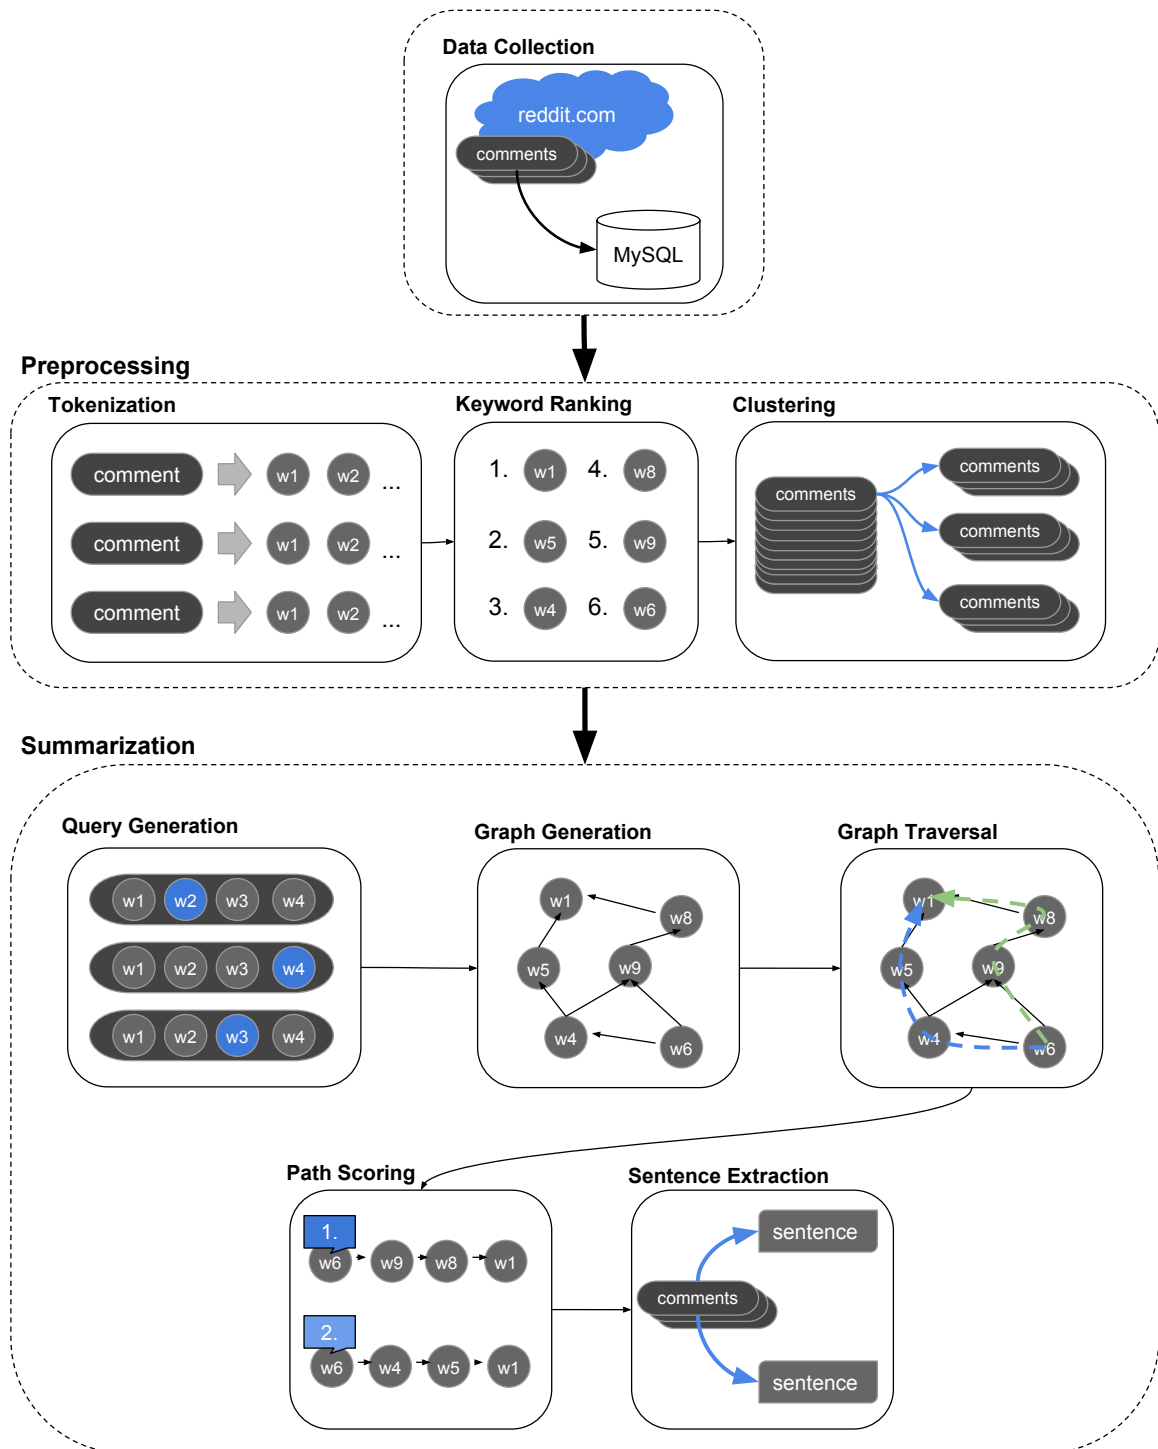 Data Collection
reddit.com
comments
MySQL
Preprocessing
Tokenization
comment w1 w2 ...
comment w1 w2 ...
comment w1 w2 ...
Keyword Ranking
1. w1 4. w8
2. w5 5. w9
3. w4 6. w6
Clustering
comments
comments
comments
comments
Summarization
Query Generation
w1 w2 w3 w4
w1 w2 w3 w4
w1 w2 w3 w4
Graph Generation
w1
w8
w5
w9
w4
w6
Graph Traversal
w1
w8
w5
w9
w4
w6
Path Scoring
1.
w6 w9 w8 w1
2.
w6 w4 w5 w1
Sentence Extraction
sentence
comments
sentence